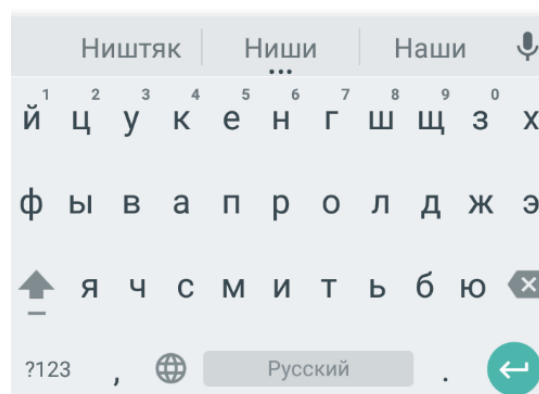 Ништяк Ниши Наши
1 2 3 4 5 6 7 8 9 0
й ц у к е н г ш щ з х
ф ы в а п р о л д ж э
я ч с м и т ь б ю
?123 , Русский .